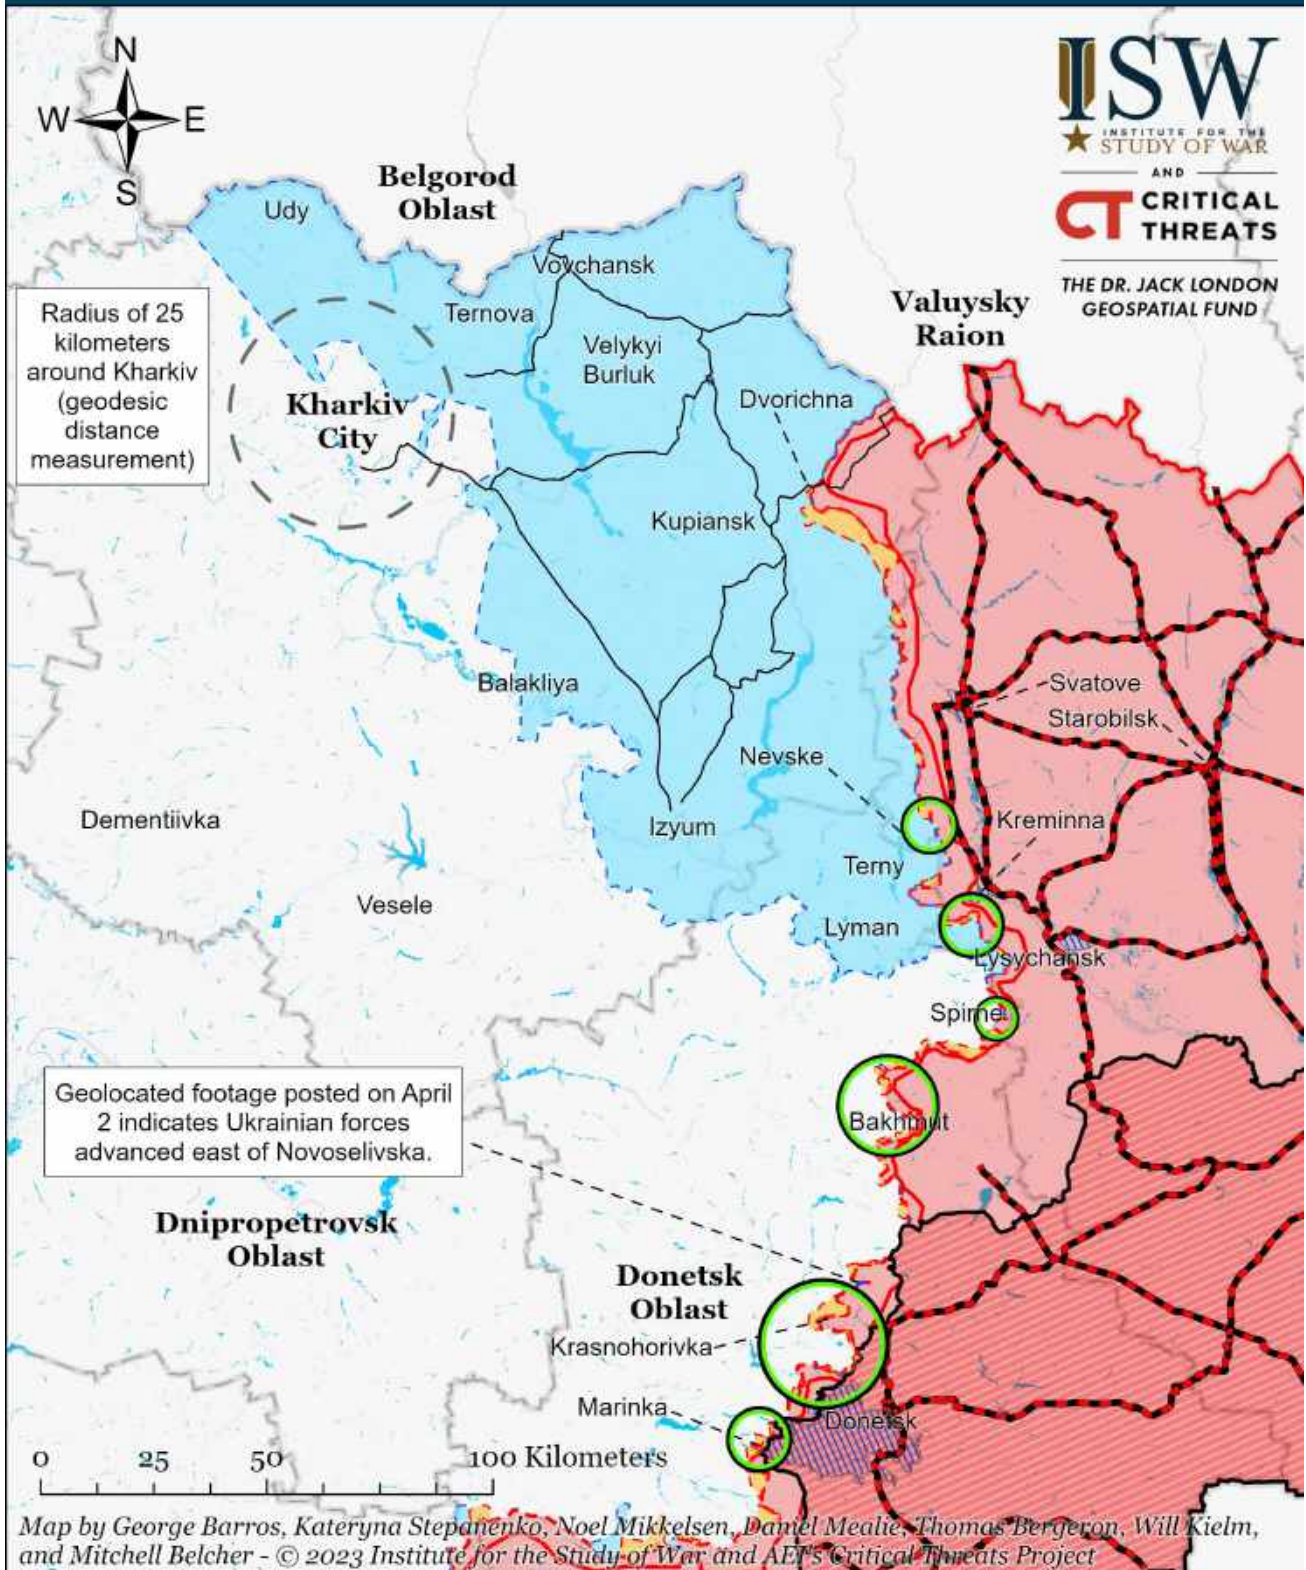 N
W E
S
ISW
INSTITUTE FOR THE
STUDY OF WAR
AND
CT CRITICAL
THREATS
THE DR. JACK LONDON
GEOSPATIAL FUND
Belgorod
Oblast
Udy
Vovchansk
Ternova
Valuysky
Raion
Radius of 25
kilometers
around Kharkiv
(geodesic
distance
measurement)
Velykyi
Burluk
Kharkiv
City
Dvorichna
Kupiansk
Balakliya
Svatove
Starobilsk
Nevske
Dementiivka
Izyum
Kreminna
Terny
Vesele
Lyman
Lysychansk
Spirne
Geolocated footage posted on April
2 indicates Ukrainian forces
advanced east of Novoselivska.
Bakhmut
Dnipropetrovsk
Oblast
Donetsk
Oblast
Krasnohorivka
Marinka
Donetsk
0 25 50 100 Kilometers
Map by George Barros, Kateryna Stepanenko, Noel Mikkelsen, Daniel Mealie, Thomas Bergeron, Will Kielm,
and Mitchell Belcher - © 2023 Institute for the Study of War and AEI's Critical Threats Project